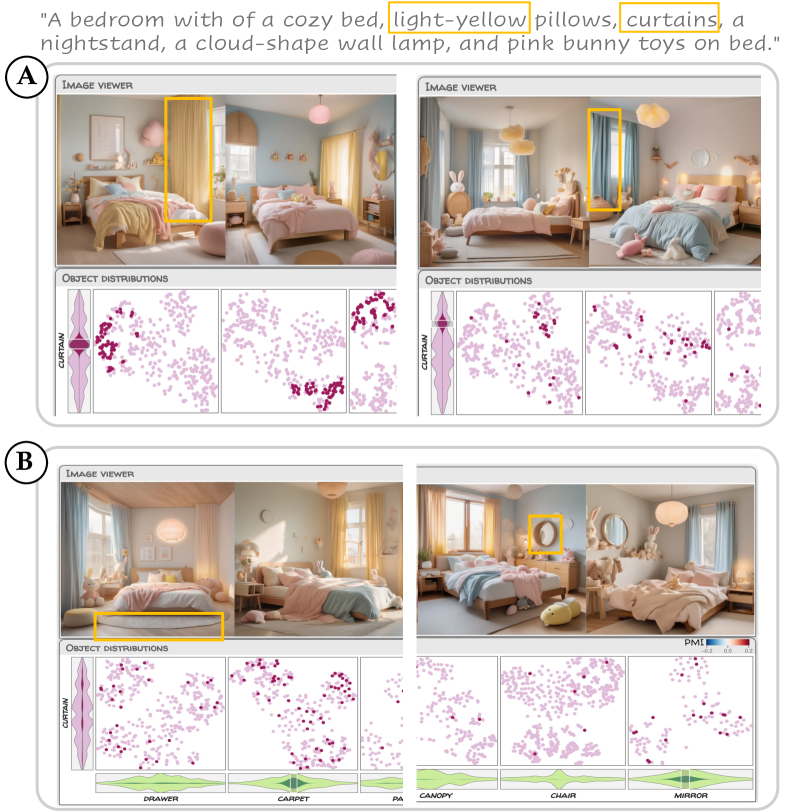 "A bedroom with of a cozy bed, light-yellow pillows, curtains, a
nightstand, a cloud-shape wall lamp, and pink bunny toys on bed."
A
Image viewer
Image viewer
Object distributions
Object distributions
Curtain
Curtain
B
Image viewer
Object distributions
PMI
-0.2 0.0 0.2
Curtain
Drawer
Carpet
Pa
Canopy
Chair
Mirror